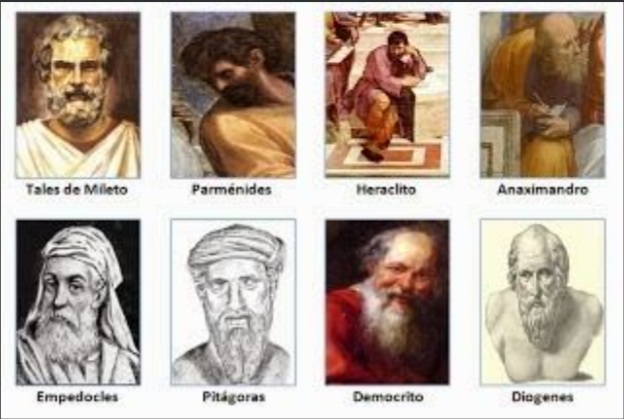 Tales de Mileto
Parménides
Heraclito
Anaximandro
Empedocles
Pitágoras
Democrito
Diogenes